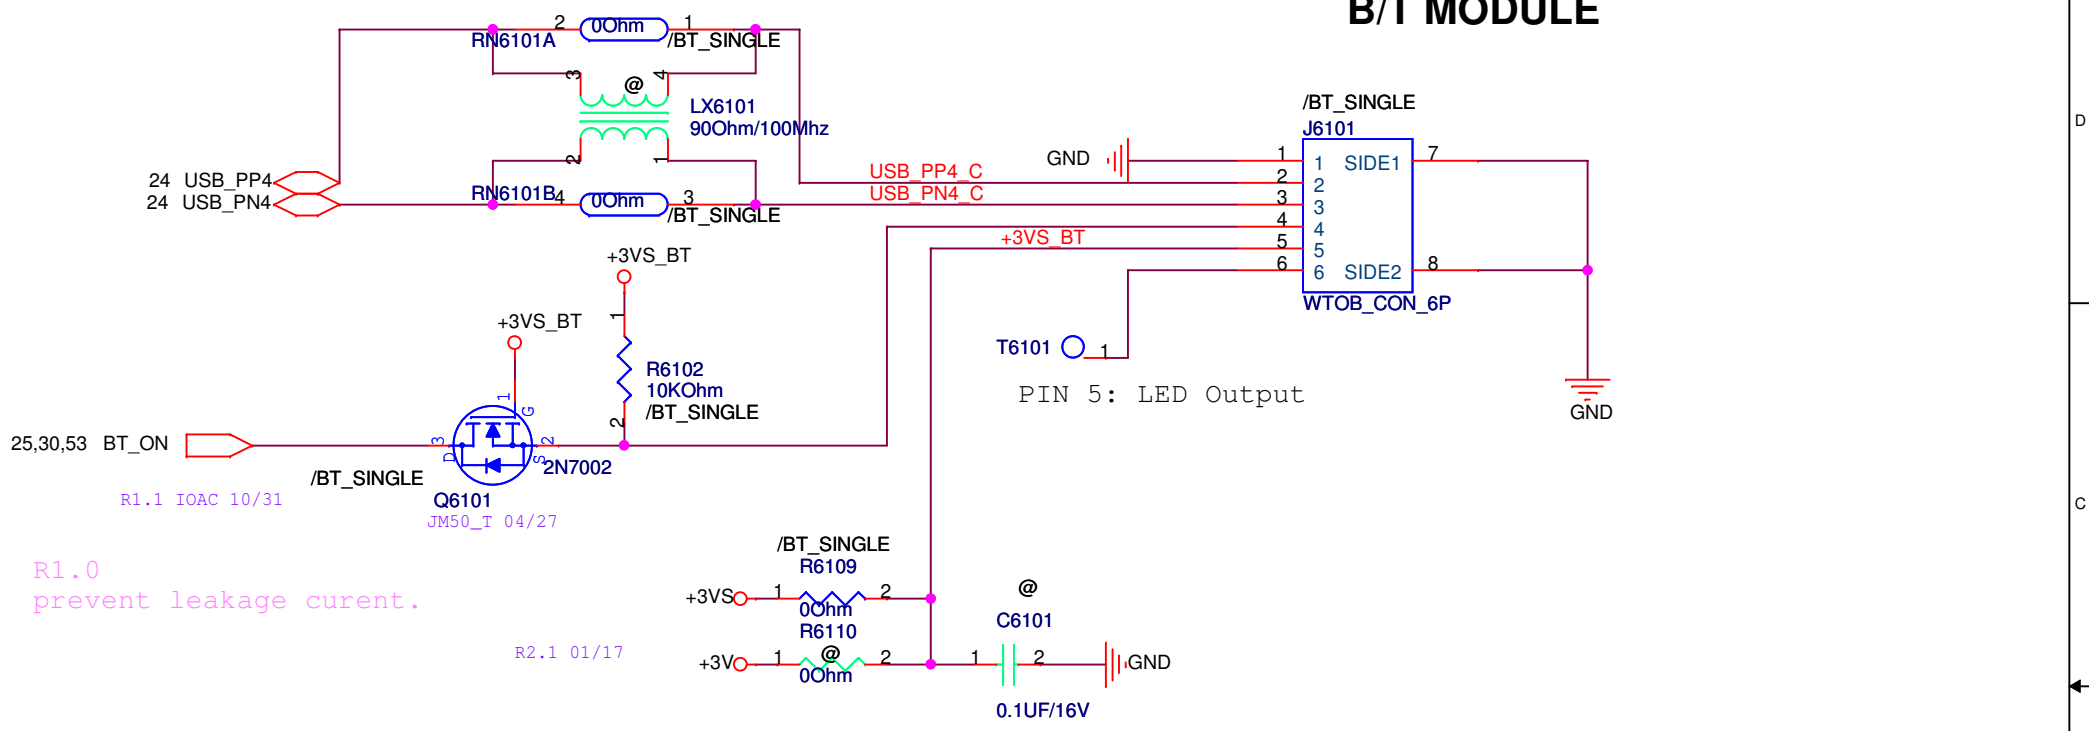 B/T MODULE
2 0Ohm 1
RN6101A /BT_SINGLE
3 @ 4
LX6101
90Ohm/100Mhz
2 1
24 USB_PP4
24 USB_PN4
RN6101B 4 0Ohm 3
/BT_SINGLE
USB_PP4_C
USB_PN4_C
+3VS_BT
GND
/BT_SINGLE
J6101
1 1 SIDE1 7
2 2
3 3
4 4
5 5
6 6 SIDE2 8
WTOB_CON_6P
GND
T6101 1
PIN 5: LED Output
+3VS_BT
1
R6102
10KOhm
/BT_SINGLE
2
+3VS_BT
1 G
25,30,53 BT_ON
3 D
2 S
2N7002
/BT_SINGLE
Q6101
R1.1 IOAC 10/31
JM50_T 04/27
R1.0
prevent leakage curent.
/BT_SINGLE
R6109
+3VS 1 2
0Ohm
R6110
@
+3V 1 2
0Ohm
R2.1 01/17
@
C6101
1 2 GND
0.1UF/16V
D
C